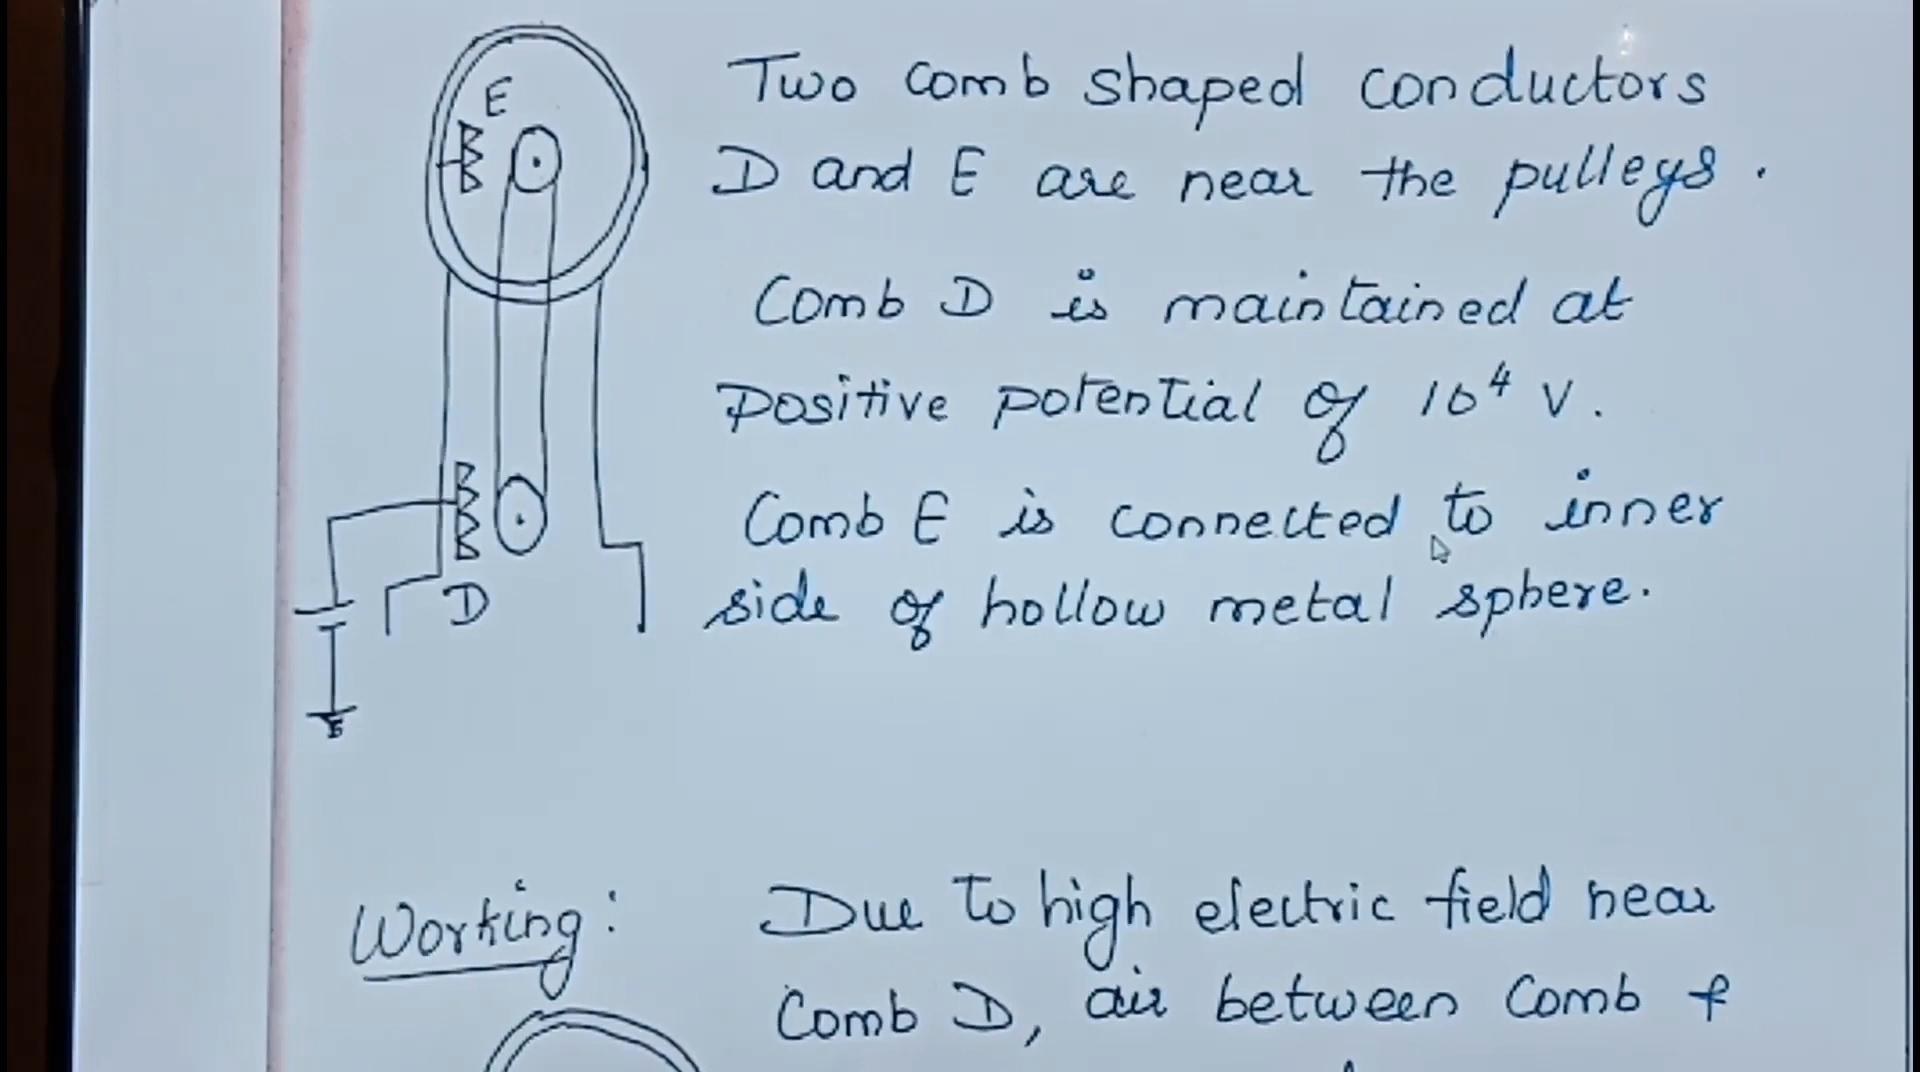 E
Two comb shaped conductors
D and E are near the pulleys.
Comb D is maintained at
positive potential of 10⁴ V.
Comb E is connected to inner
side of hollow metal sphere.
D
Working: Due to high electric field near
Comb D, air between comb &